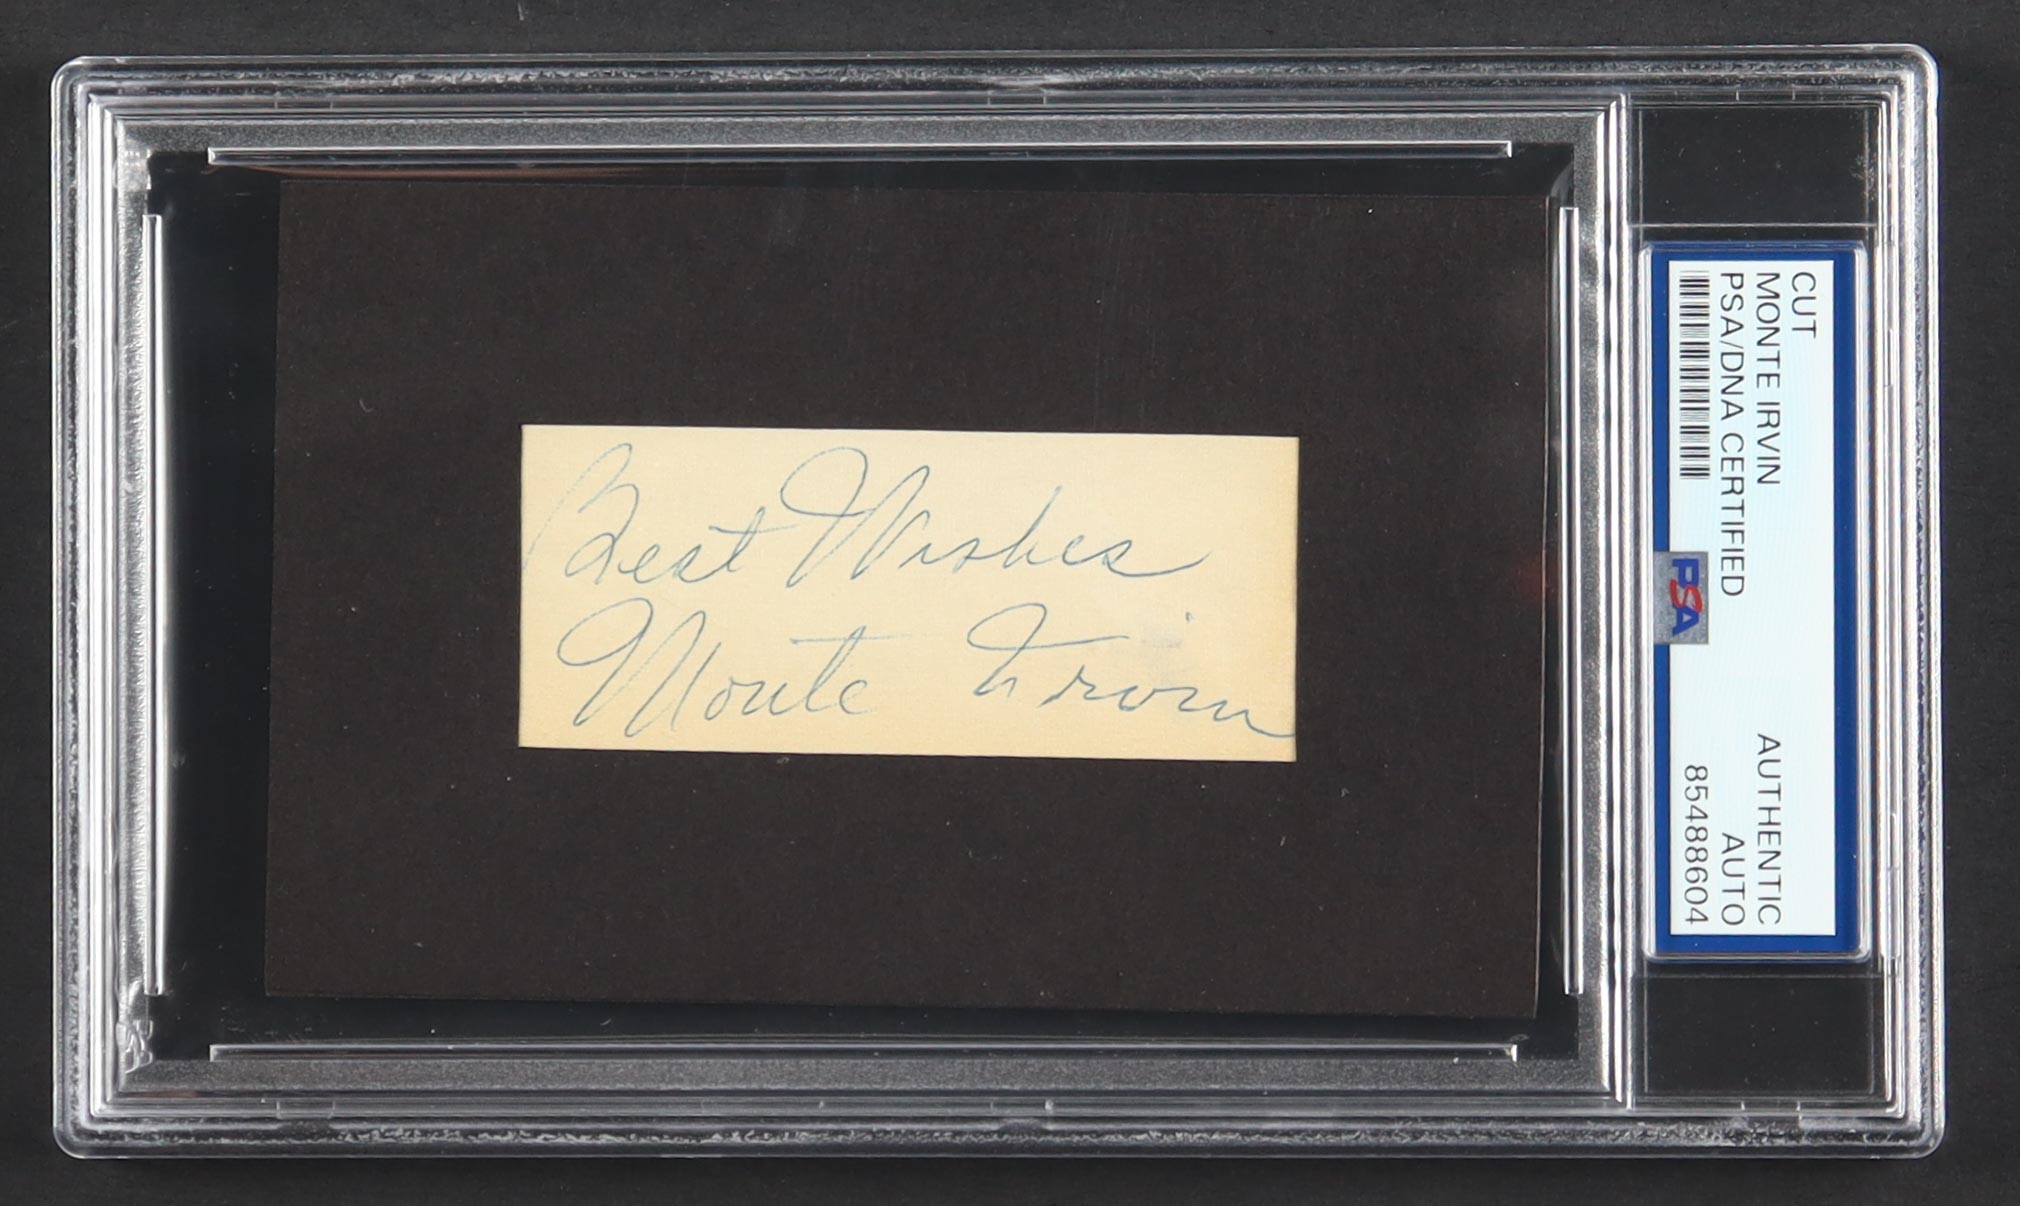 Best Wishes
Monte Irvin
CUT
MONTE IRVIN
AUTHENTIC
PSA/DNA CERTIFIED
AUTO
85488604
PSA